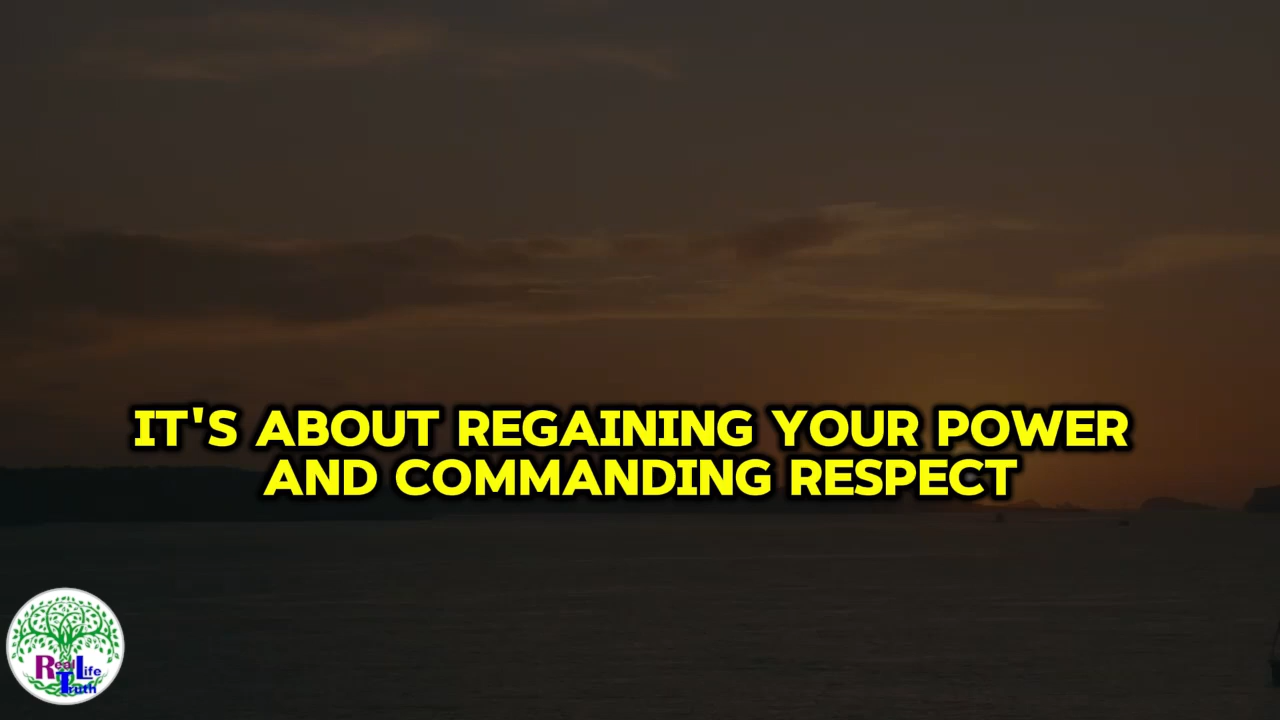 IT'S ABOUT REGAINING YOUR POWER
AND COMMANDING RESPECT
Real Life
Truth